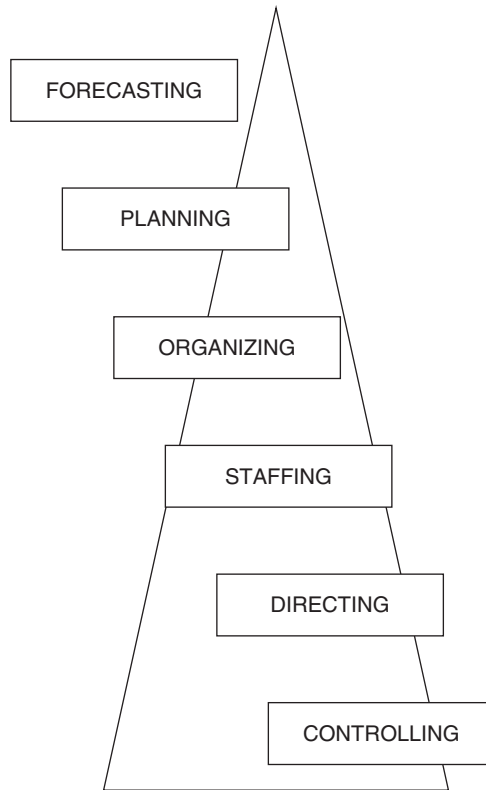 FORECASTING
PLANNING
ORGANIZING
STAFFING
DIRECTING
CONTROLLING